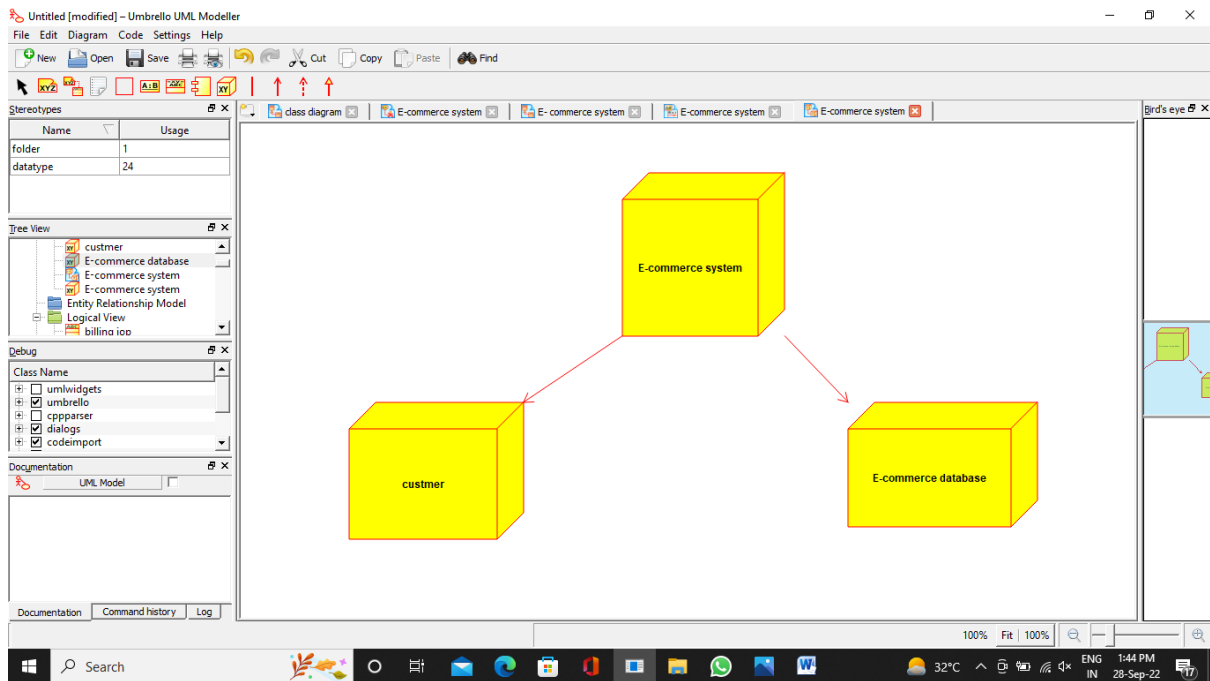 Untitled [modified] – Umbrello UML Modeller
File Edit Diagram Code Settings Help
New Open Save Cut Copy Paste Find
Stereotypes
Name Usage
folder 1
datatype 24
Tree View
custmer
E-commerce database
E-commerce system
E-commerce system
Entity Relationship Model
Logical View
billing iop
Debug
Class Name
umlwidgets
umbrello
cppparser
dialogs
codeimport
Documentation
UML Model
Documentation Command history Log
class diagram E-commerce system E- commerce system E-commerce system E-commerce system
E-commerce system
custmer
E-commerce database
Bird's eye
100% Fit 100%
Search
32°C ENG IN 1:44 PM 28-Sep-22 17